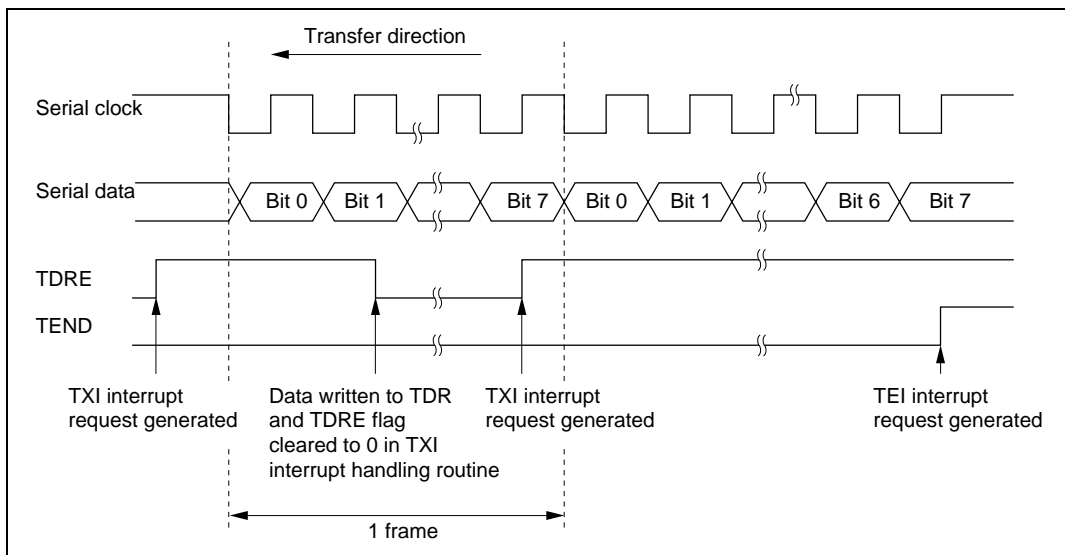 Transfer direction
Serial clock
Serial data
Bit 0
Bit 1
Bit 7
Bit 0
Bit 1
Bit 6
Bit 7
TDRE
TEND
TXI interrupt
request generated
Data written to TDR
and TDRE flag
cleared to 0 in TXI
interrupt handling routine
TXI interrupt
request generated
TEI interrupt
request generated
1 frame